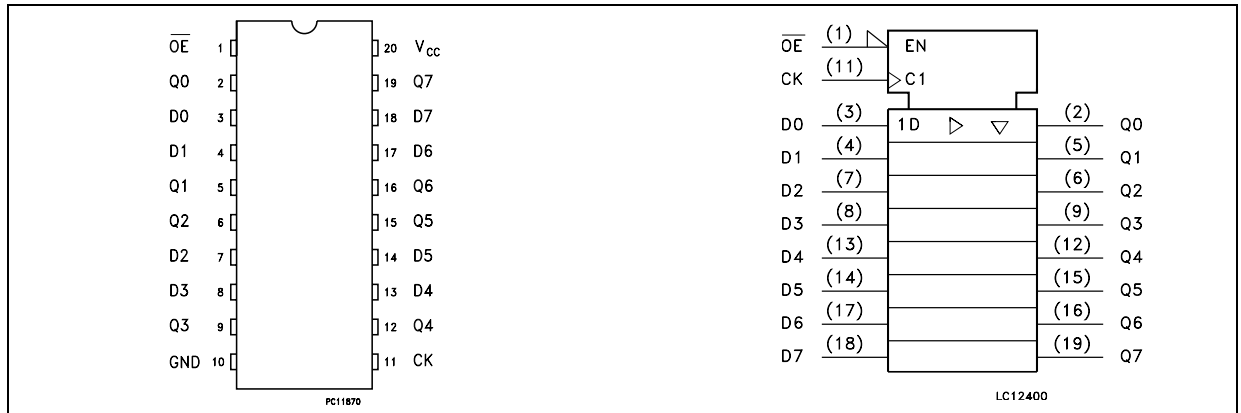 OE 1 20 VCC
Q0 2 19 Q7
D0 3 18 D7
D1 4 17 D6
Q1 5 16 Q6
Q2 6 15 Q5
D2 7 14 D5
D3 8 13 D4
Q3 9 12 Q4
GND 10 11 CK
PC11870
OE (1) EN
CK (11) C1
D0 (3) 1D (2) Q0
D1 (4) (5) Q1
D2 (7) (6) Q2
D3 (8) (9) Q3
D4 (13) (12) Q4
D5 (14) (15) Q5
D6 (17) (16) Q6
D7 (18) (19) Q7
LC12400